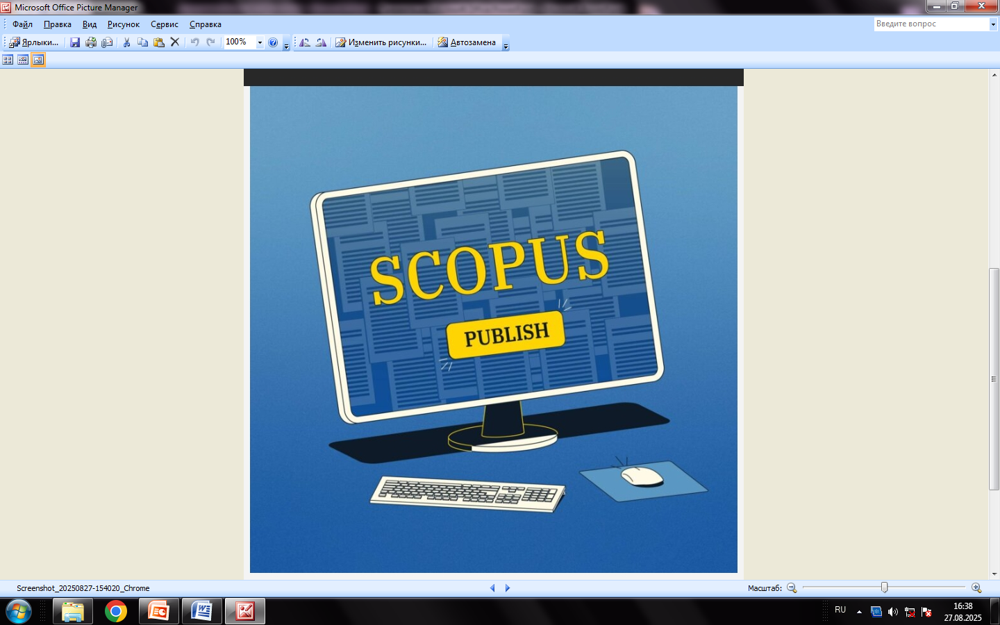 Microsoft Office Picture Manager
Файл Правка Вид Рисунок Сервис Справка
Введите вопрос
Ярлыки... 100% Изменить рисунки... Автозамена
SCOPUS
PUBLISH
Screenshot_20250827-154020_Chrome
Масштаб:
RU
16:38
27.08.2025